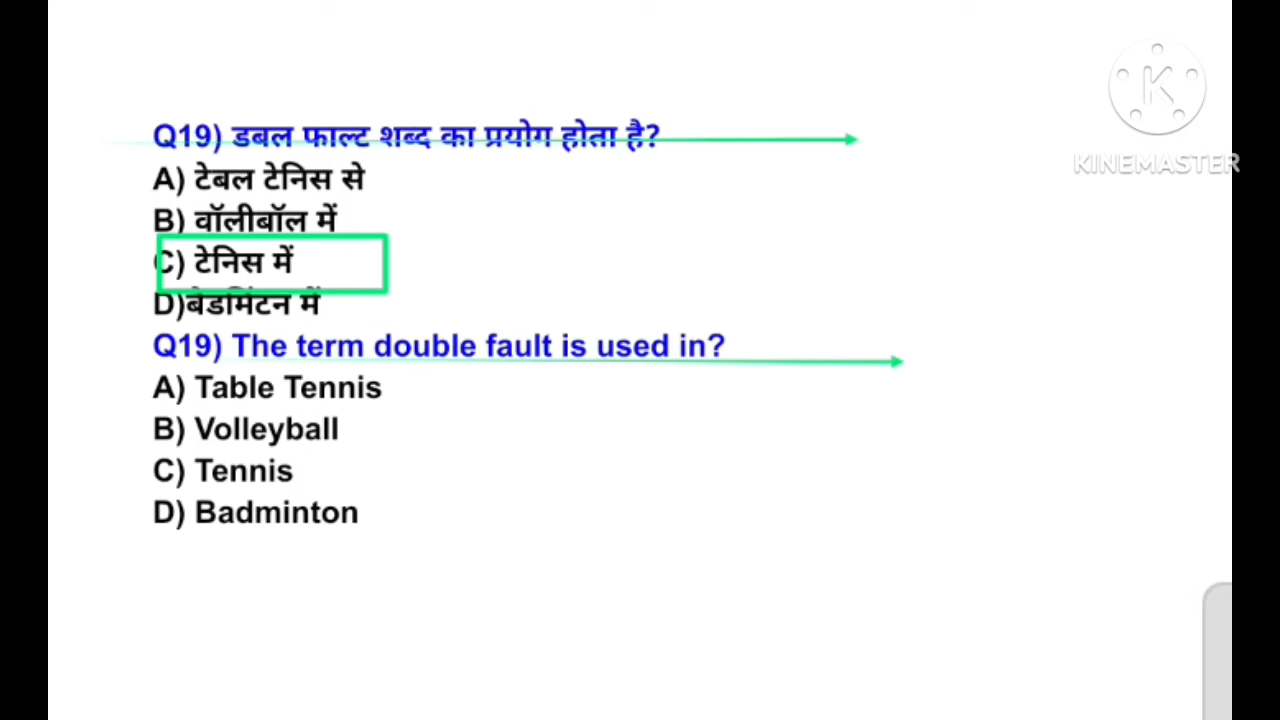 Q19) डबल फाल्ट शब्द का प्रयोग होता है?
A) टेबल टेनिस से
B) वॉलीबॉल में
C) टेनिस में
D)बेडमिंटन में
Q19) The term double fault is used in?
A) Table Tennis
B) Volleyball
C) Tennis
D) Badminton
K
KINEMASTER